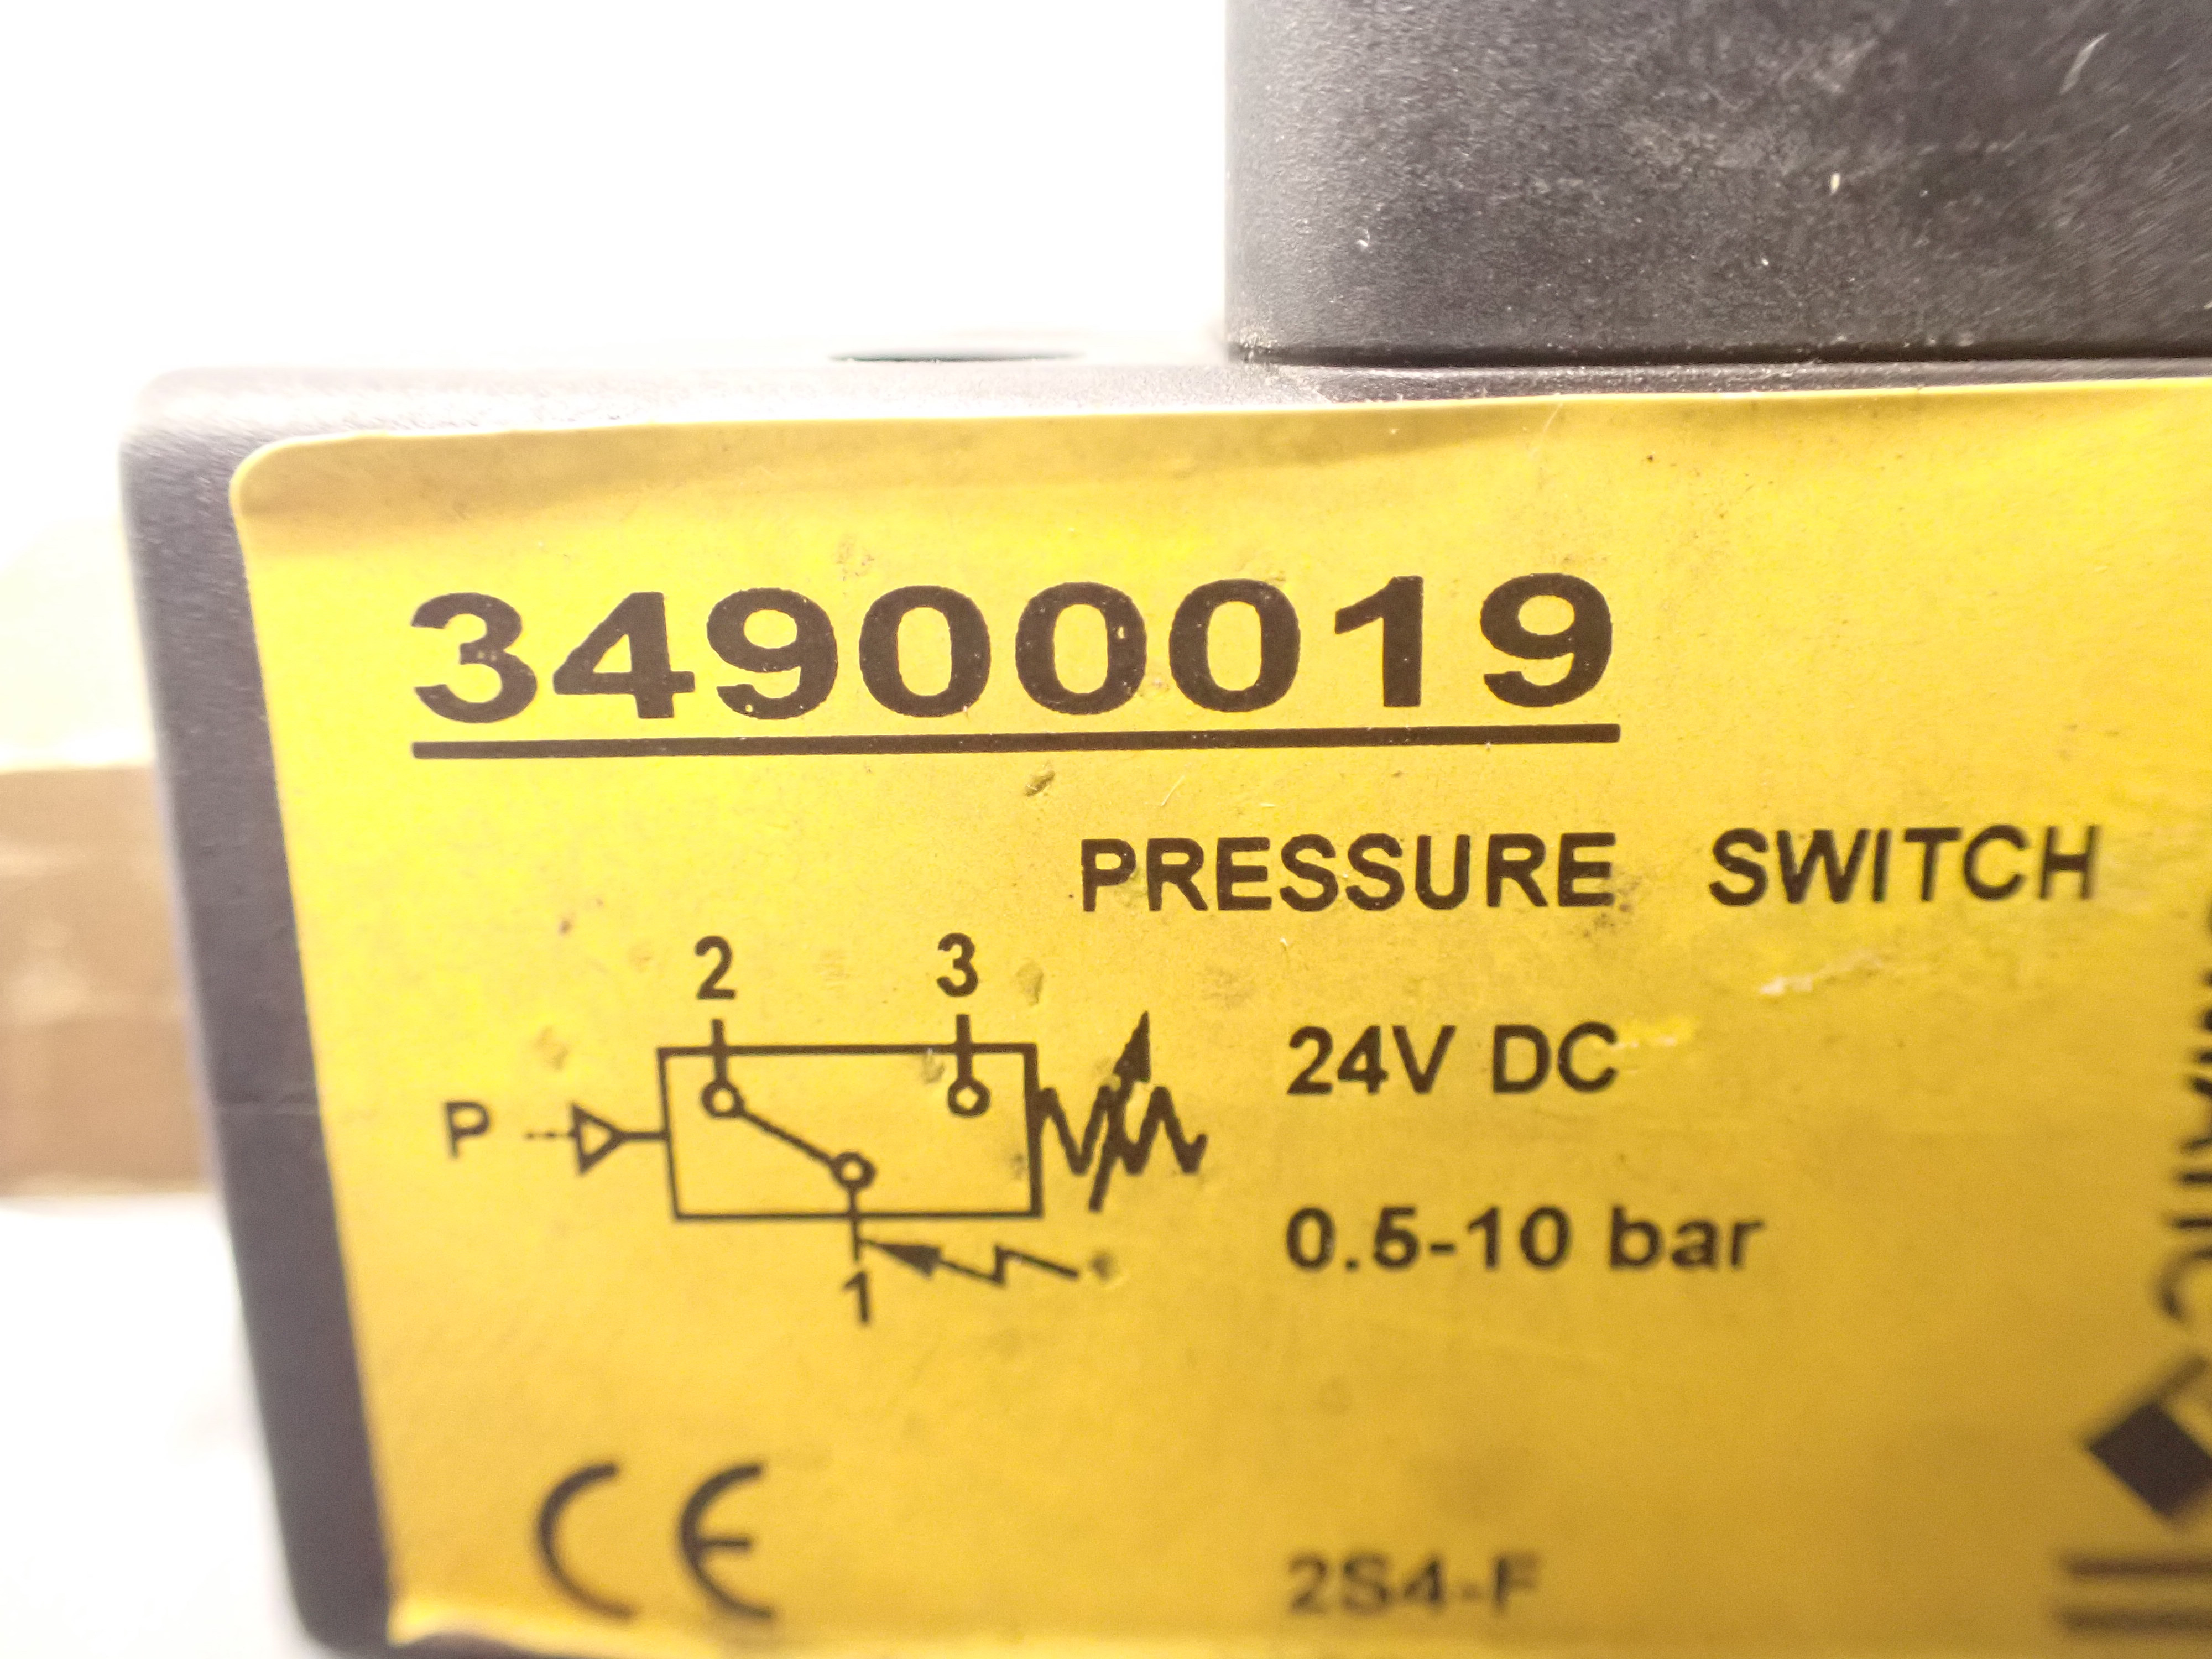 34900019
PRESSURE SWITCH
2 3
P
24V DC
1
0.5-10 bar
CE
2S4-F